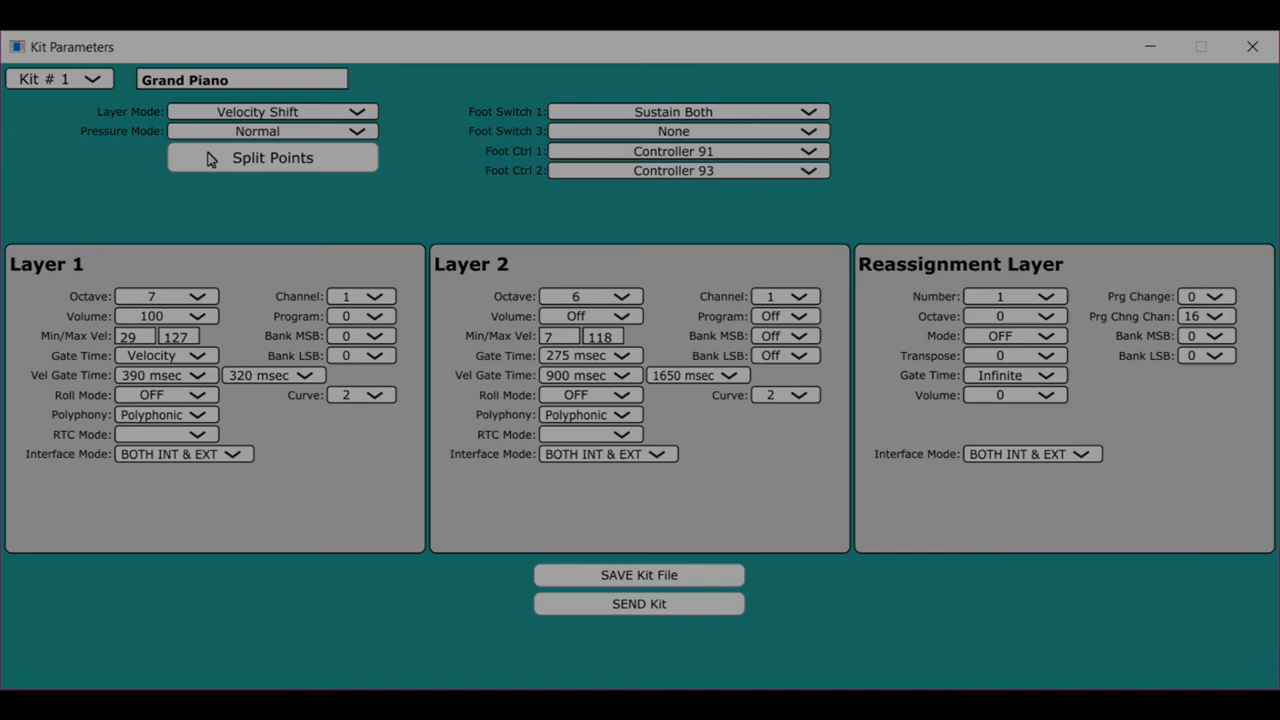 Kit Parameters
Kit # 1
Grand Piano
Layer Mode: Velocity Shift
Pressure Mode: Normal
Split Points
Foot Switch 1: Sustain Both
Foot Switch 3: None
Foot Ctrl 1: Controller 91
Foot Ctrl 2: Controller 93
Layer 1
Octave: 7 Channel: 1
Volume: 100 Program: 0
Min/Max Vel: 29 127 Bank MSB: 0
Gate Time: Velocity Bank LSB: 0
Vel Gate Time: 390 msec 320 msec
Roll Mode: OFF Curve: 2
Polyphony: Polyphonic
RTC Mode:
Interface Mode: BOTH INT & EXT
Layer 2
Octave: 6 Channel: 1
Volume: Off Program: Off
Min/Max Vel: 7 118 Bank MSB: Off
Gate Time: 275 msec Bank LSB: Off
Vel Gate Time: 900 msec 1650 msec
Roll Mode: OFF Curve: 2
Polyphony: Polyphonic
RTC Mode:
Interface Mode: BOTH INT & EXT
Reassignment Layer
Number: 1 Prg Change: 0
Octave: 0 Prg Chng Chan: 16
Mode: OFF Bank MSB: 0
Transpose: 0 Bank LSB: 0
Gate Time: Infinite
Volume: 0
Interface Mode: BOTH INT & EXT
SAVE Kit File
SEND Kit